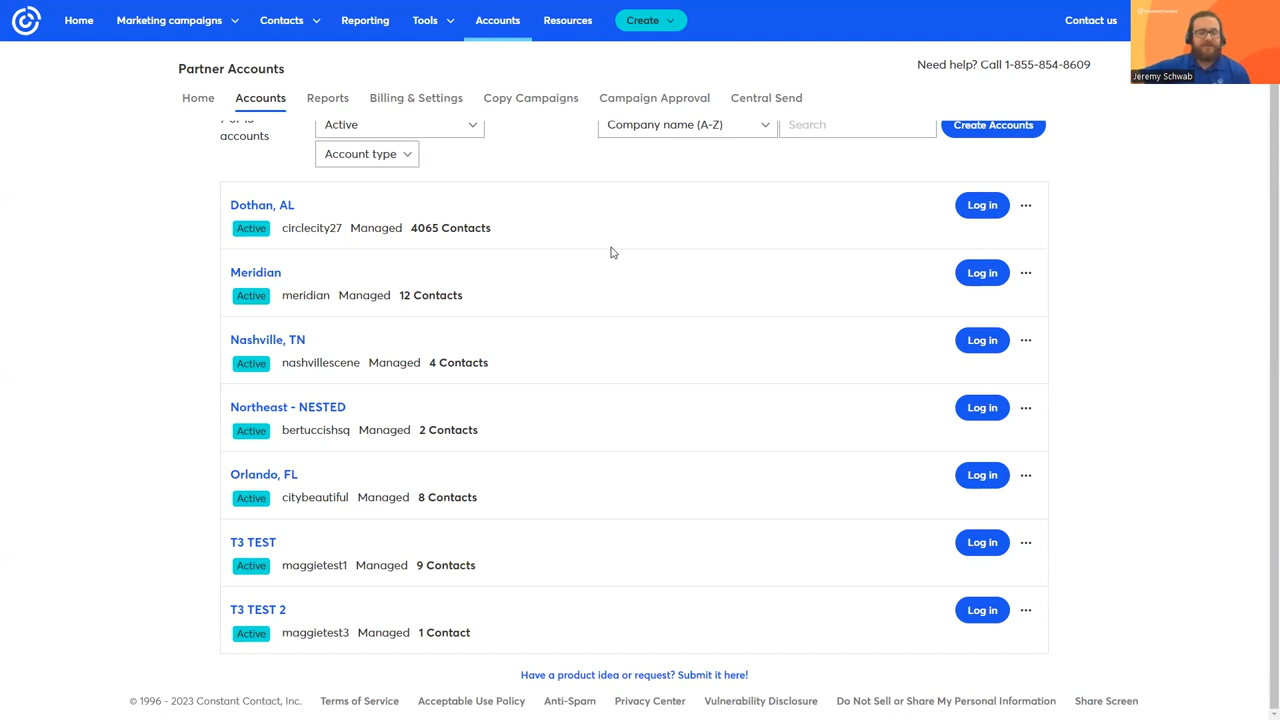 Home Marketing campaigns Contacts Reporting Tools Accounts Resources Create Contact us
Jeremy Schwab
Partner Accounts
Need help? Call 1-855-854-8609
Home Accounts Reports Billing & Settings Copy Campaigns Campaign Approval Central Send
accounts
Active
Company name (A-Z)
Search
Create Accounts
Account type
Dothan, AL
Log in
Active circlecity27 Managed 4065 Contacts
Meridian
Log in
Active meridian Managed 12 Contacts
Nashville, TN
Log in
Active nashvillescene Managed 4 Contacts
Northeast - NESTED
Log in
Active bertuccishsq Managed 2 Contacts
Orlando, FL
Log in
Active citybeautiful Managed 8 Contacts
T3 TEST
Log in
Active maggietest1 Managed 9 Contacts
T3 TEST 2
Log in
Active maggietest3 Managed 1 Contact
Have a product idea or request? Submit it here!
© 1996 - 2023 Constant Contact, Inc. Terms of Service Acceptable Use Policy Anti-Spam Privacy Center Vulnerability Disclosure Do Not Sell or Share My Personal Information Share Screen